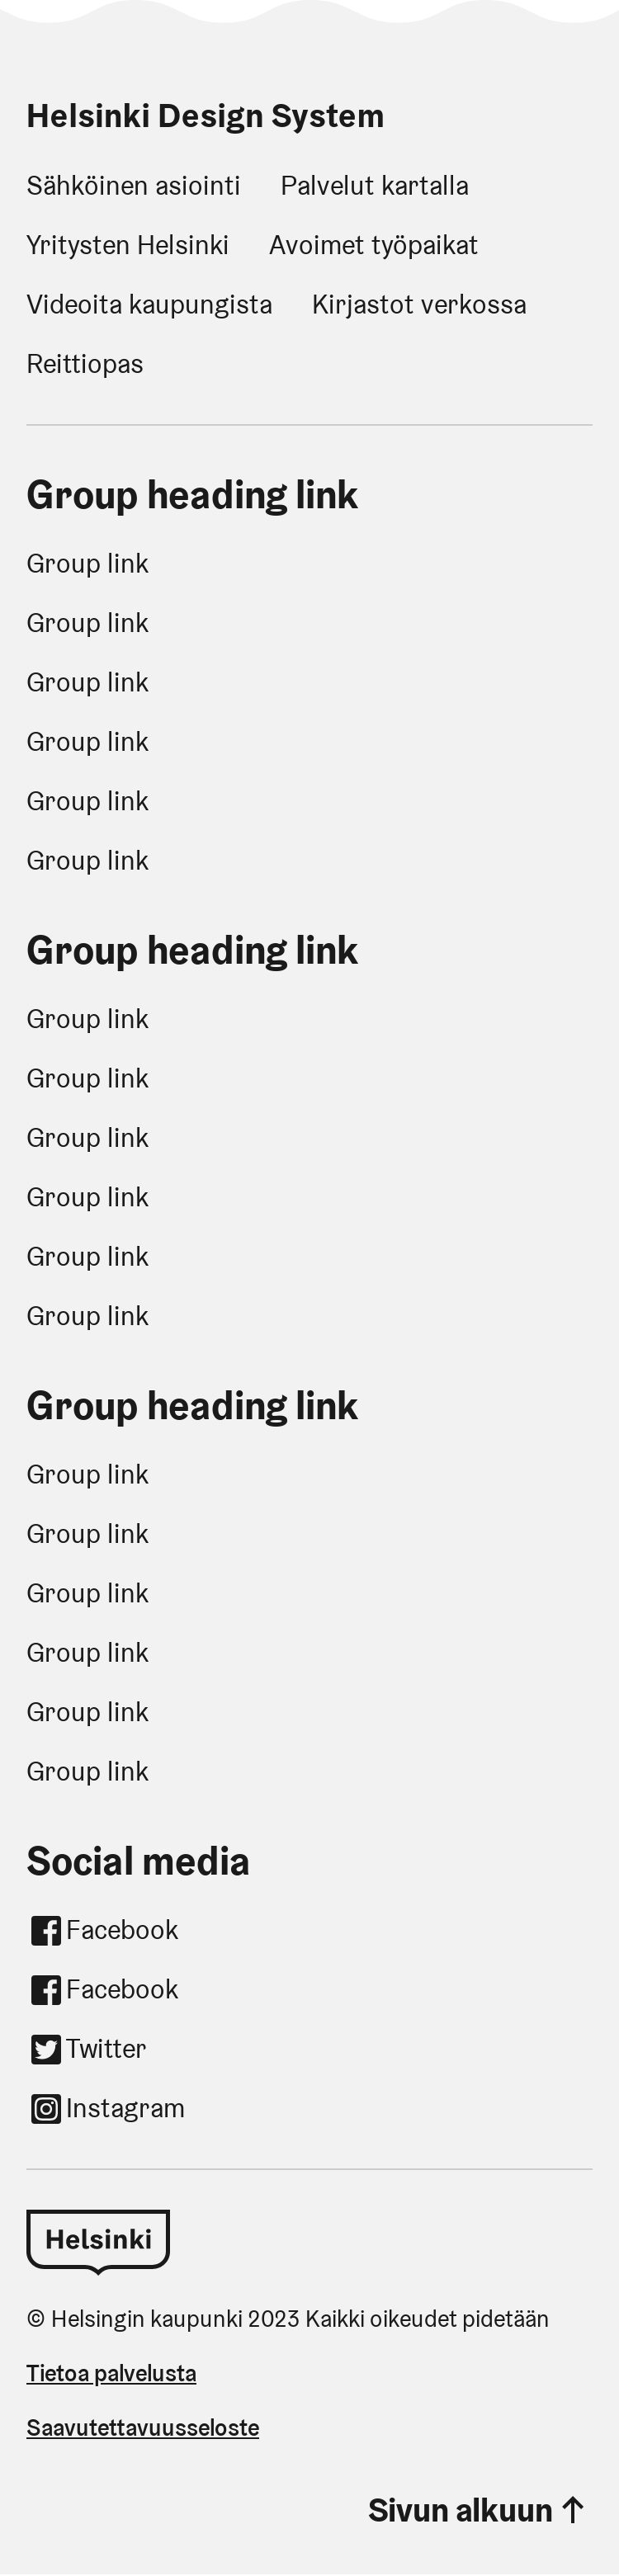 Helsinki Design System
Sähköinen asiointi Palvelut kartalla
Yritysten Helsinki Avoimet työpaikat
Videoita kaupungista Kirjastot verkossa
Reittiopas
Group heading link
Group link
Group link
Group link
Group link
Group link
Group link
Group heading link
Group link
Group link
Group link
Group link
Group link
Group link
Group heading link
Group link
Group link
Group link
Group link
Group link
Group link
Social media
Facebook
Facebook
Twitter
Instagram
Helsinki
© Helsingin kaupunki 2023 Kaikki oikeudet pidetään
Tietoa palvelusta
Saavutettavuusseloste
Sivun alkuun ↑